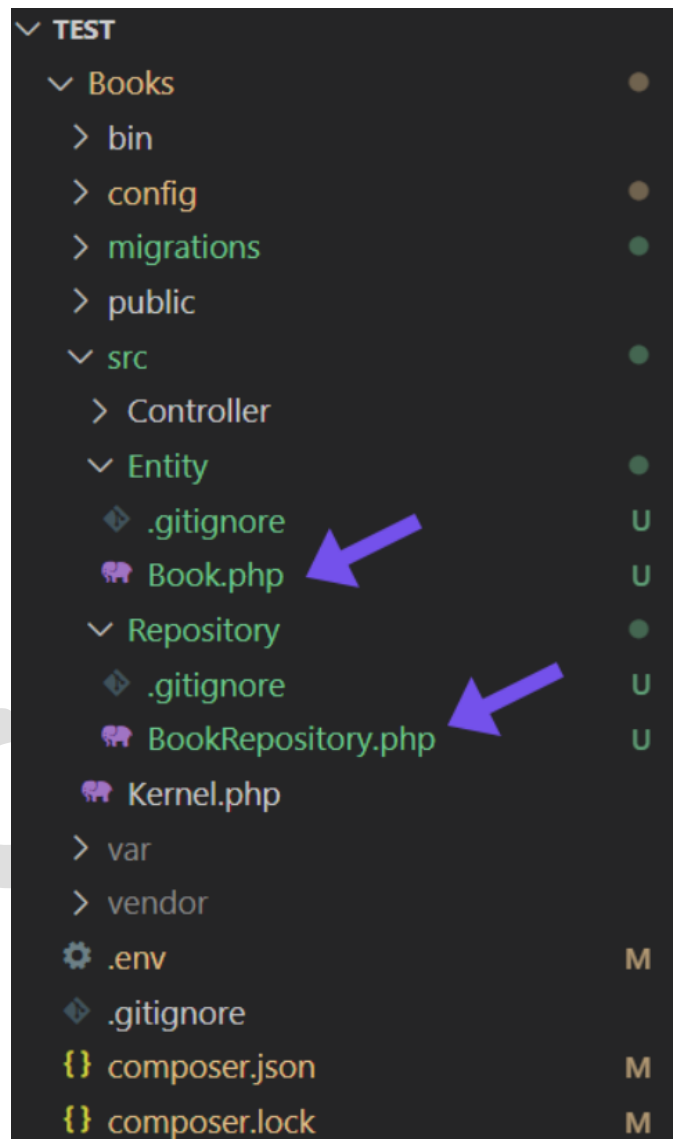 TEST
Books
bin
config
migrations
public
src
Controller
Entity
.gitignore U
Book.php U
Repository
.gitignore U
BookRepository.php U
Kernel.php
var
vendor
.env M
.gitignore
composer.json M
composer.lock M